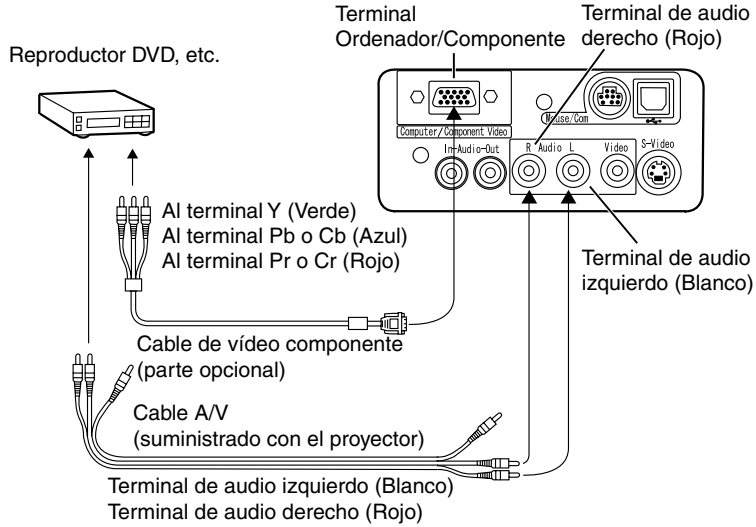 Terminal
Ordenador/Componente
Terminal de audio
derecho (Rojo)
Reproductor DVD, etc.
Mouse/Com
Computer/Component Video
In-Audio-Out
R Audio L
Video
S-Video
Al terminal Y (Verde)
Al terminal Pb o Cb (Azul)
Al terminal Pr o Cr (Rojo)
Terminal de audio
izquierdo (Blanco)
Cable de vídeo componente
(parte opcional)
Cable A/V
(suministrado con el proyector)
Terminal de audio izquierdo (Blanco)
Terminal de audio derecho (Rojo)